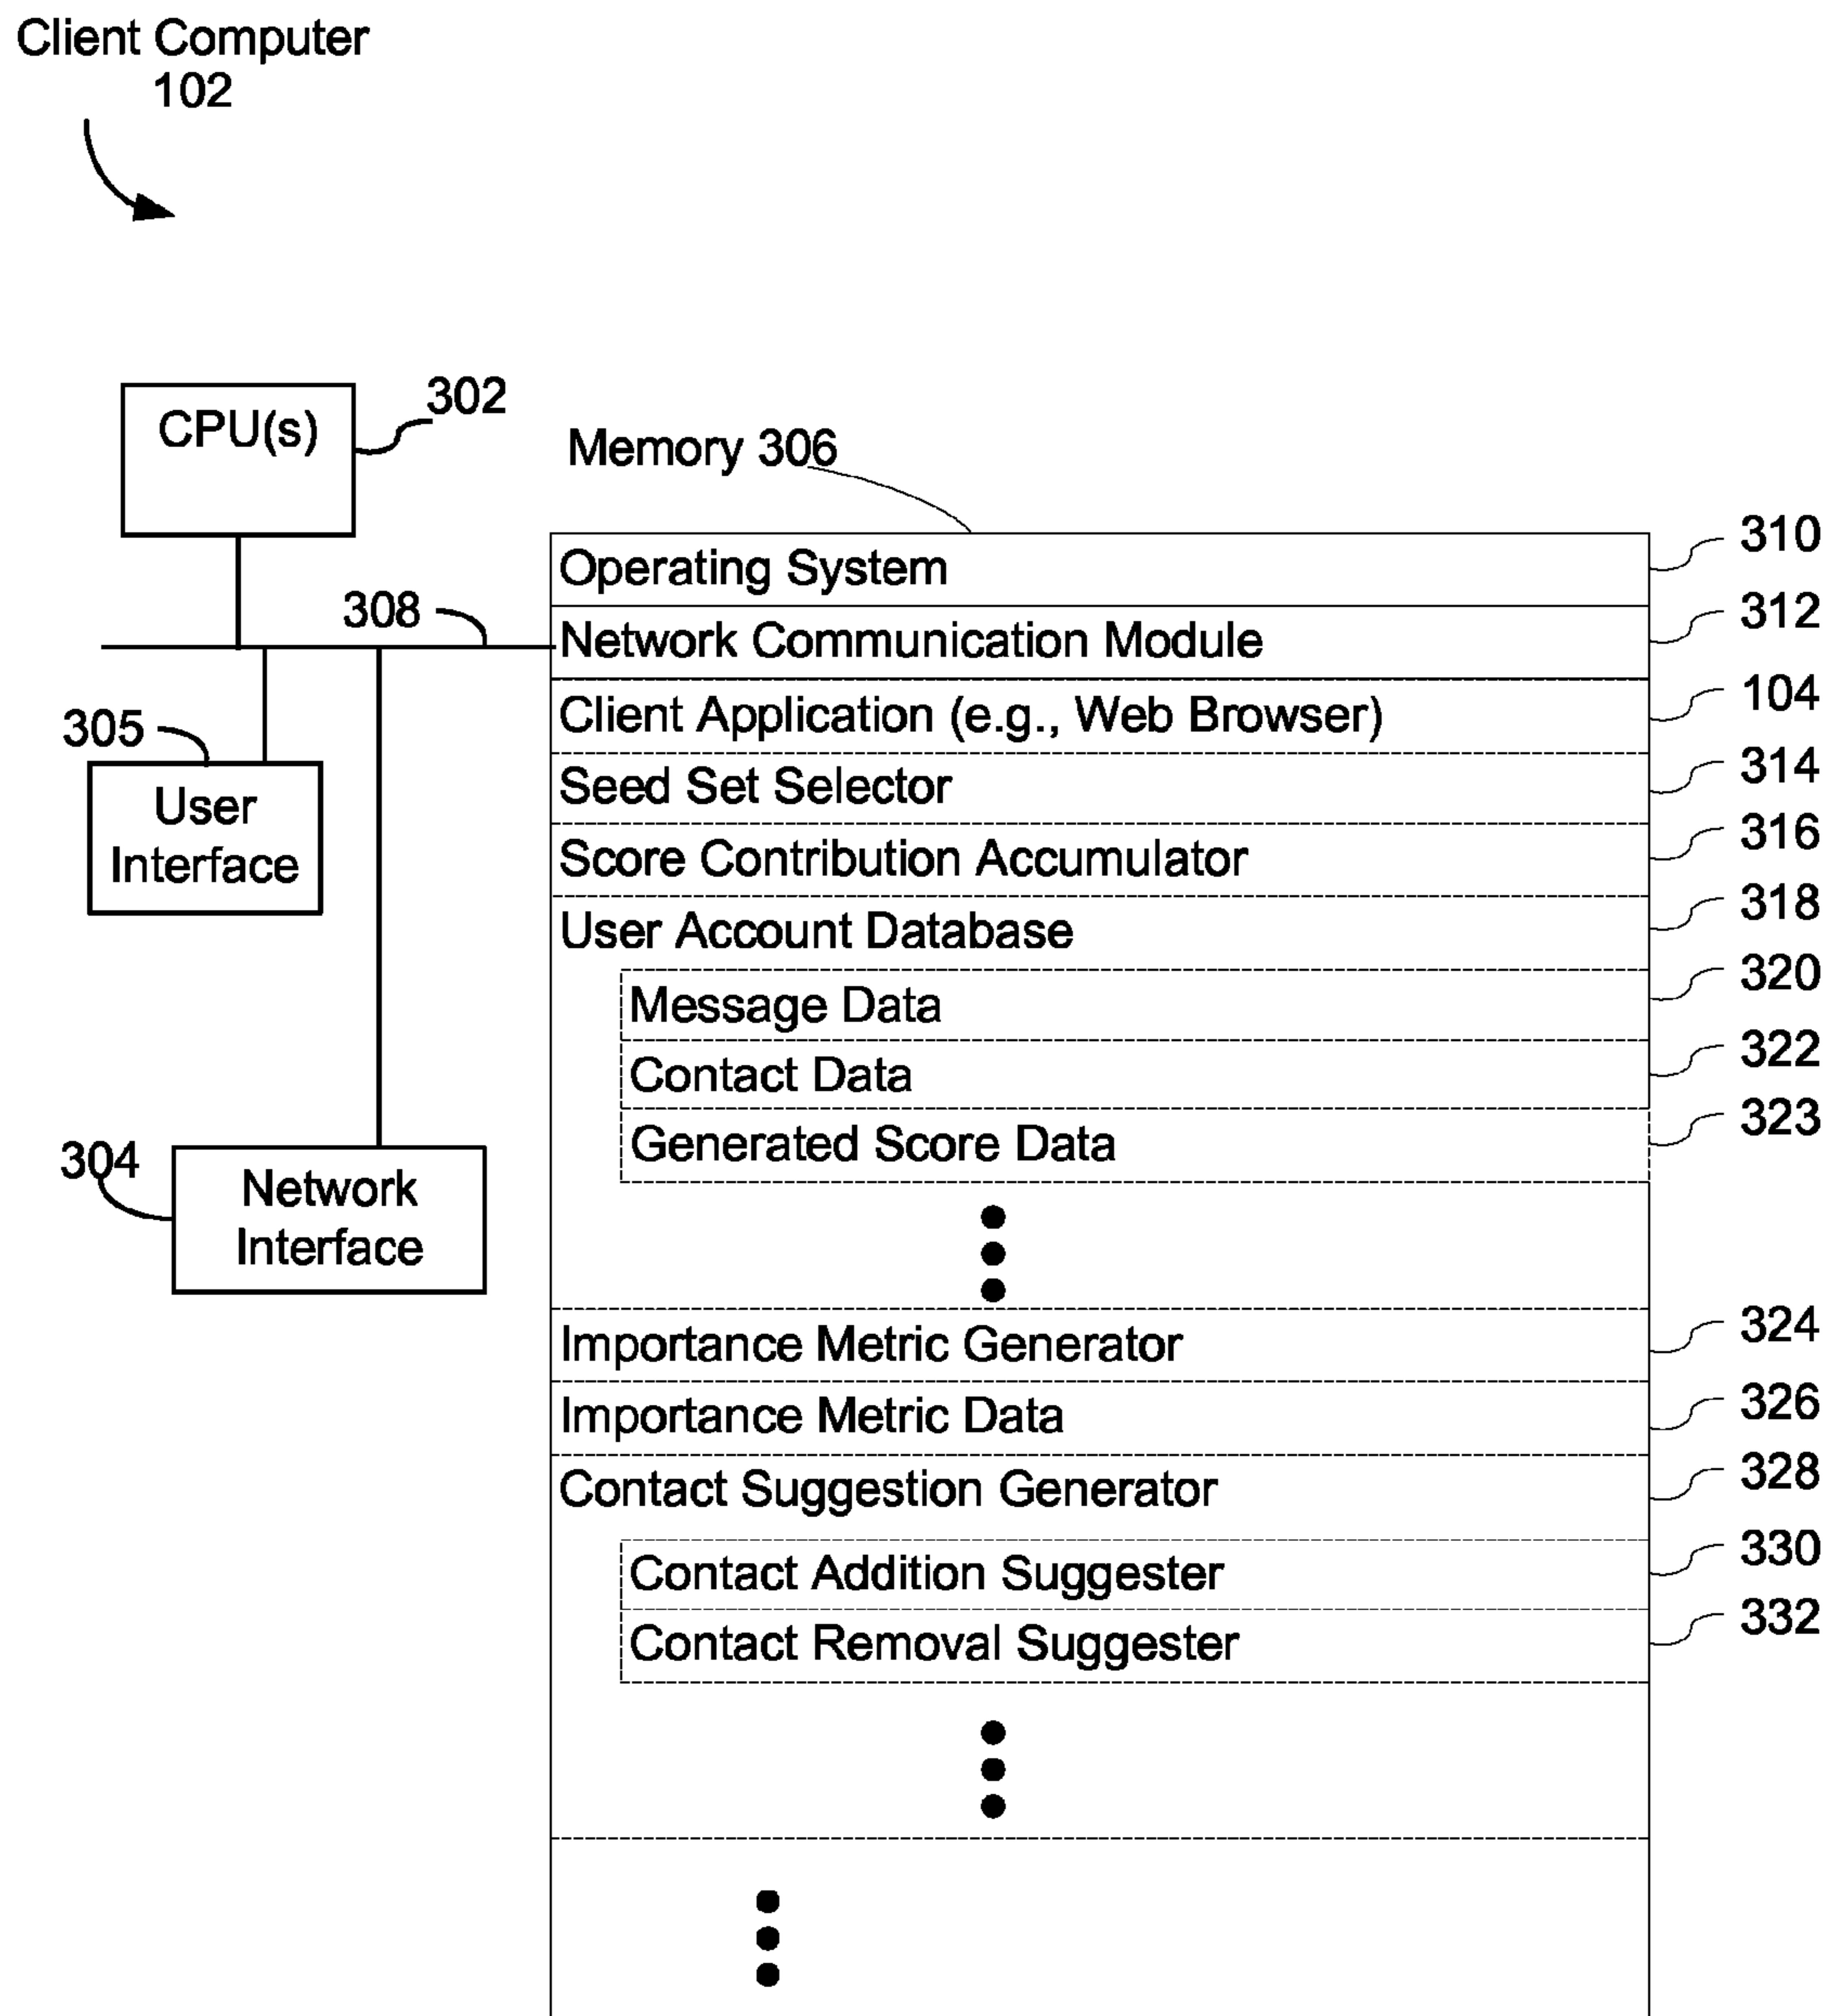 Client Computer
102
CPU(s)
302
Memory 306
310
Operating System
312
308
Network Communication Module
104
Client Application (e.g., Web Browser)
305
314
Seed Set Selector
User
Interface
316
Score Contribution Accumulator
318
User Account Database
320
Message Data
322
Contact Data
323
Generated Score Data
304
Network
Interface
324
Importance Metric Generator
326
Importance Metric Data
328
Contact Suggestion Generator
330
Contact Addition Suggester
332
Contact Removal Suggester